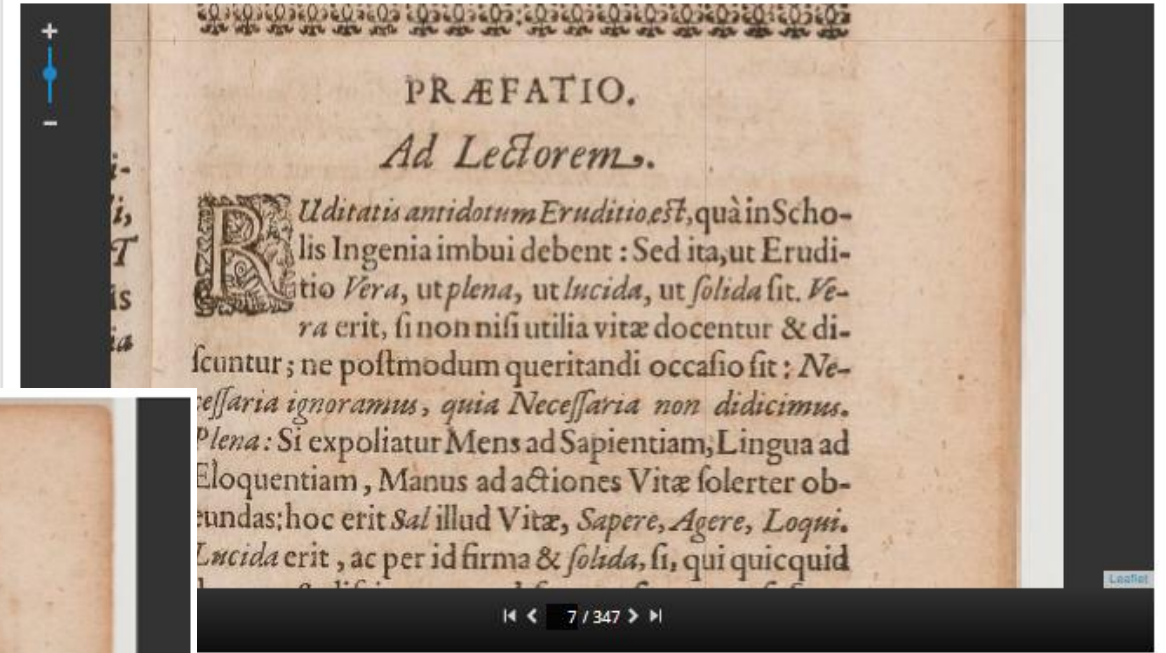 PRÆFATIO.
Ad Lectorem.
RUditatis antidotum Eruditio est, quà in Scho-
lis Ingenia imbui debent : Sed ita, ut Erudi-
tio Vera, ut plena, ut lucida, ut ſolida ſit. Ve-
ra erit, ſi non niſi utilia vitæ docentur & di-
ſcuntur; ne poſtmodum queritandi occaſio ſit : Ne-
ceſſaria ignoramus, quia Neceſſaria non didicimus.
Plena : Si expoliatur Mens ad Sapientiam, Lingua ad
Eloquentiam, Manus ad actiones Vitæ ſolerter ob-
eundas; hoc erit Sal illud Vitæ, Sapere, Agere, Loqui.
Lucida erit, ac per id firma & ſolida, ſi, qui quicquid
i-
i,
T
is
ia
Leaflet
7 / 347